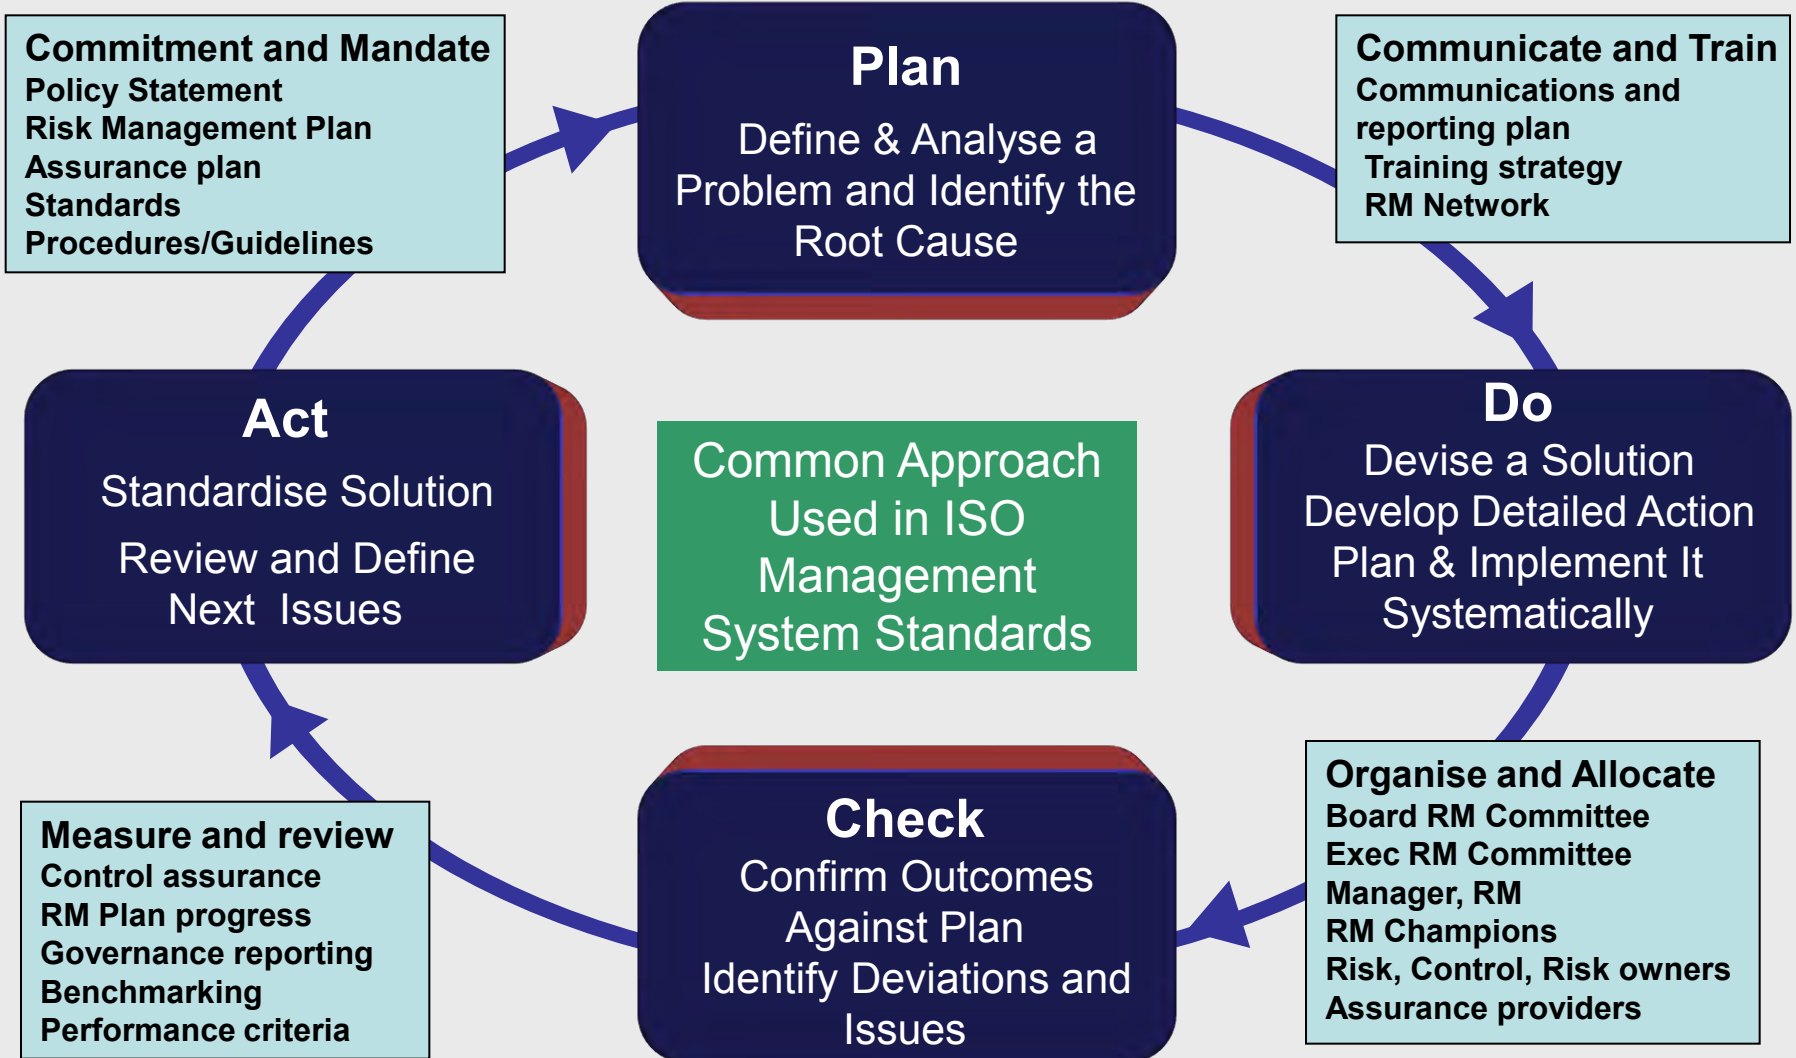 Commitment and Mandate
Policy Statement
Risk Management Plan
Assurance plan
Standards
Procedures/Guidelines
Plan
Define & Analyse a
Problem and Identify the
Root Cause
Communicate and Train
Communications and
reporting plan
Training strategy
RM Network
Act
Standardise Solution
Review and Define
Next Issues
Common Approach
Used in ISO
Management
System Standards
Do
Devise a Solution
Develop Detailed Action
Plan & Implement It
Systematically
Measure and review
Control assurance
RM Plan progress
Governance reporting
Benchmarking
Performance criteria
Check
Confirm Outcomes
Against Plan
Identify Deviations and
Issues
Organise and Allocate
Board RM Committee
Exec RM Committee
Manager, RM
RM Champions
Risk, Control, Risk owners
Assurance providers